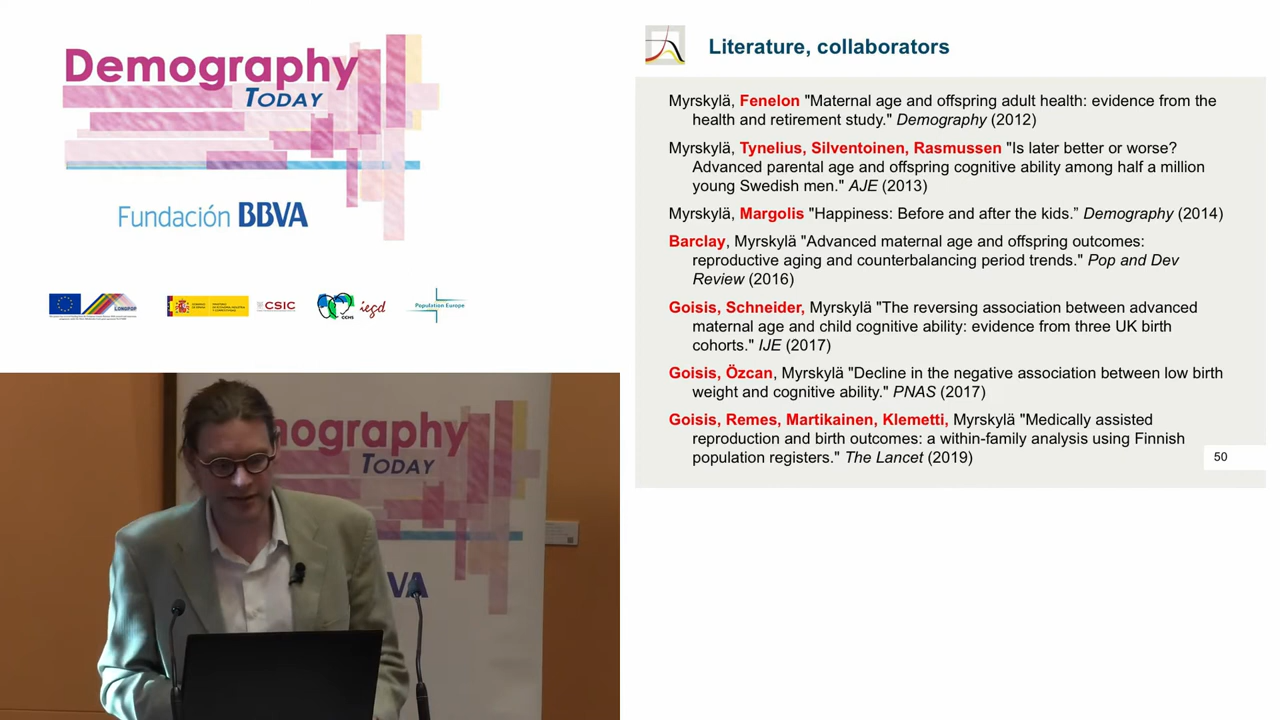 Demography
TODAY
Fundación BBVA
GOBIERNO DE ESPAÑA
CSIC
CCHS
iegd
Population Europe
Literature, collaborators
Myrskylä, Fenelon "Maternal age and offspring adult health: evidence from the
health and retirement study." Demography (2012)
Myrskylä, Tynelius, Silventoinen, Rasmussen "Is later better or worse?
Advanced parental age and offspring cognitive ability among half a million
young Swedish men." AJE (2013)
Myrskylä, Margolis "Happiness: Before and after the kids.” Demography (2014)
Barclay, Myrskylä "Advanced maternal age and offspring outcomes:
reproductive aging and counterbalancing period trends." Pop and Dev
Review (2016)
Goisis, Schneider, Myrskylä "The reversing association between advanced
maternal age and child cognitive ability: evidence from three UK birth
cohorts." IJE (2017)
Goisis, Özcan, Myrskylä "Decline in the negative association between low birth
weight and cognitive ability." PNAS (2017)
Goisis, Remes, Martikainen, Klemetti, Myrskylä "Medically assisted
reproduction and birth outcomes: a within-family analysis using Finnish
population registers." The Lancet (2019)
50
mography
TODAY
VA